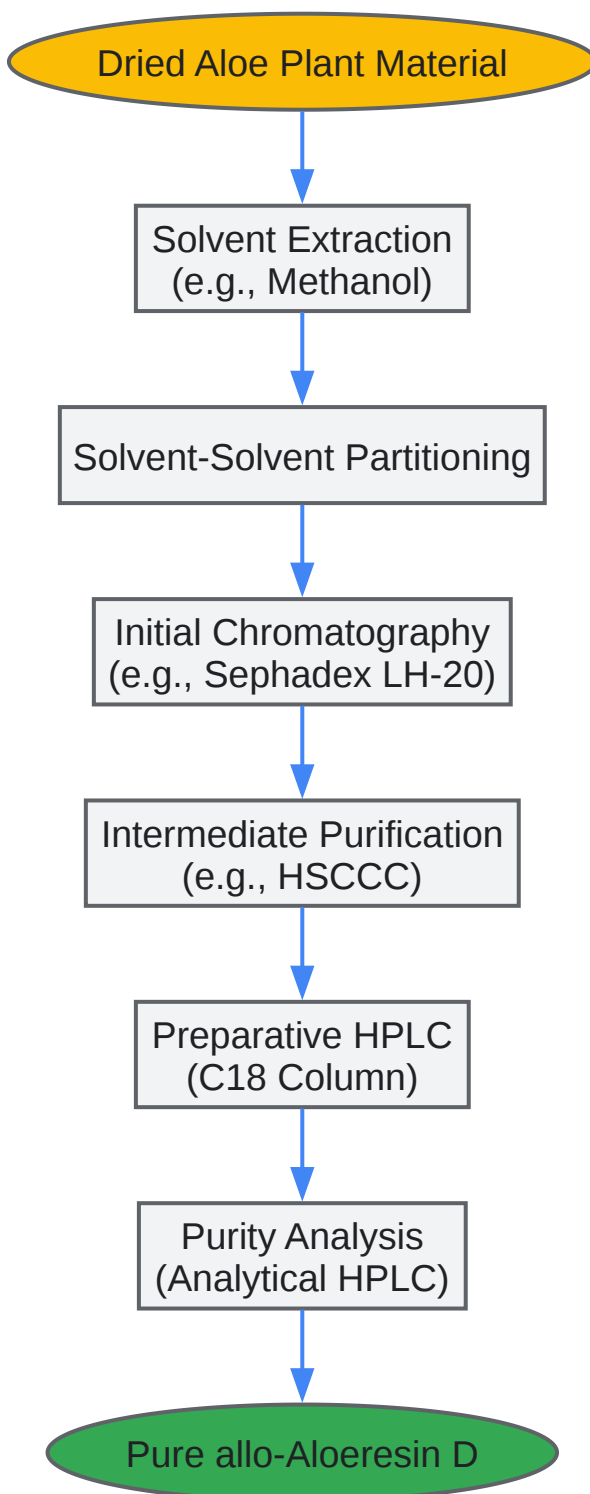 Dried Aloe Plant Material
Solvent Extraction
(e.g., Methanol)
Solvent-Solvent Partitioning
Initial Chromatography
(e.g., Sephadex LH-20)
Intermediate Purification
(e.g., HSCCC)
Preparative HPLC
(C18 Column)
Purity Analysis
(Analytical HPLC)
Pure allo-Aloeresin D